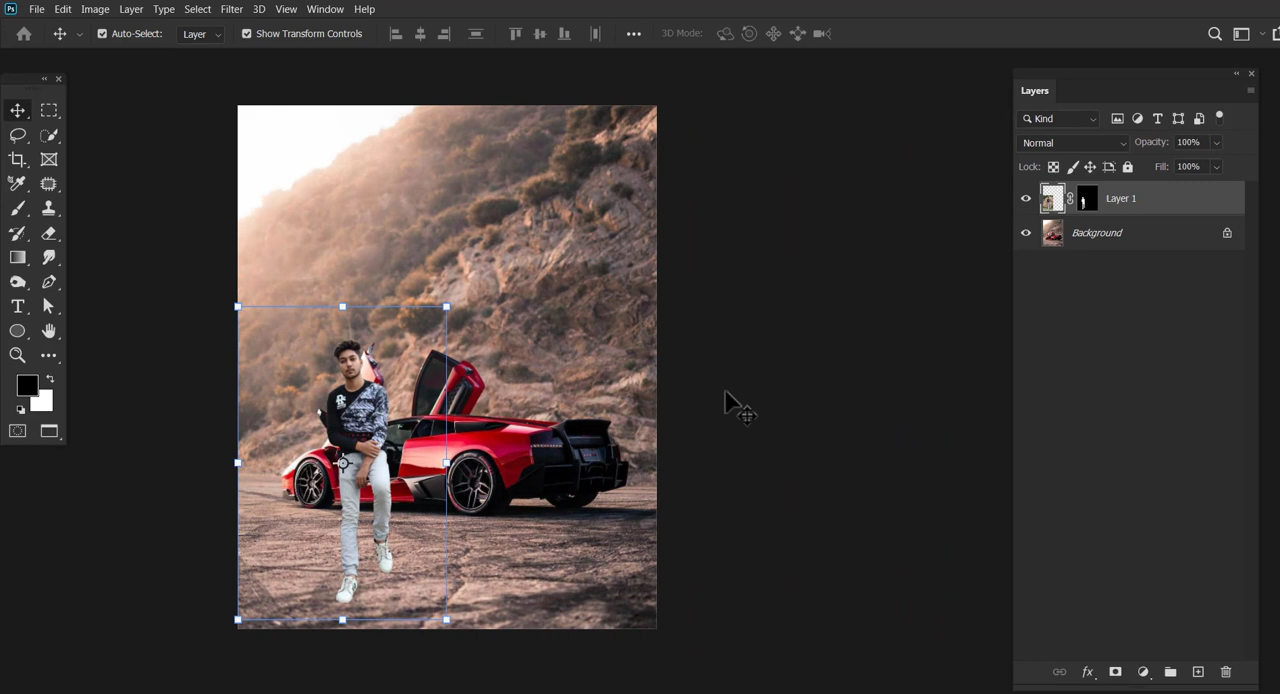 Ps File Edit Image Layer Type Select Filter 3D View Window Help
Auto-Select: Layer Show Transform Controls 3D Mode:
Layers
Kind
Normal Opacity: 100%
Lock: Fill: 100%
Layer 1
Background